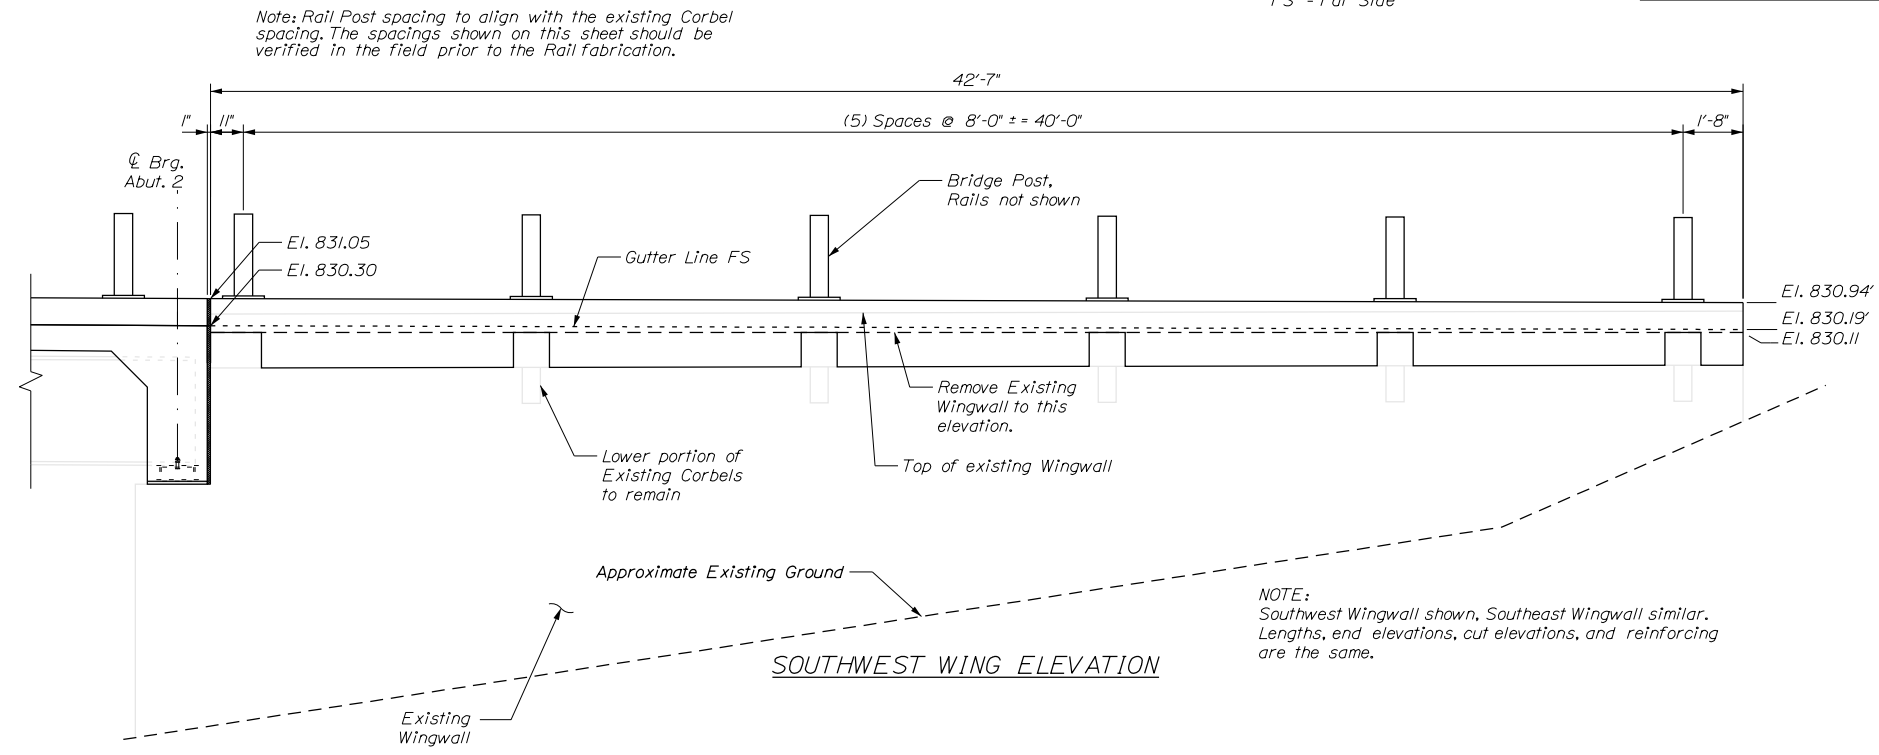 FS - Far Side
Note: Rail Post spacing to align with the existing Corbel
spacing. The spacings shown on this sheet should be
verified in the field prior to the Rail fabrication.
42'-7"
1"
11"
(5) Spaces @ 8'-0" ± = 40'-0"
1'-8"
℄ Brg.
Abut. 2
Bridge Post,
Rails not shown
El. 831.05
El. 830.30
Gutter Line FS
El. 830.94'
El. 830.19'
El. 830.11
Remove Existing
Wingwall to this
elevation.
Lower portion of
Existing Corbels
to remain
Top of existing Wingwall
Approximate Existing Ground
NOTE:
Southwest Wingwall shown, Southeast Wingwall similar.
Lengths, end elevations, cut elevations, and reinforcing
are the same.
SOUTHWEST WING ELEVATION
Existing
Wingwall